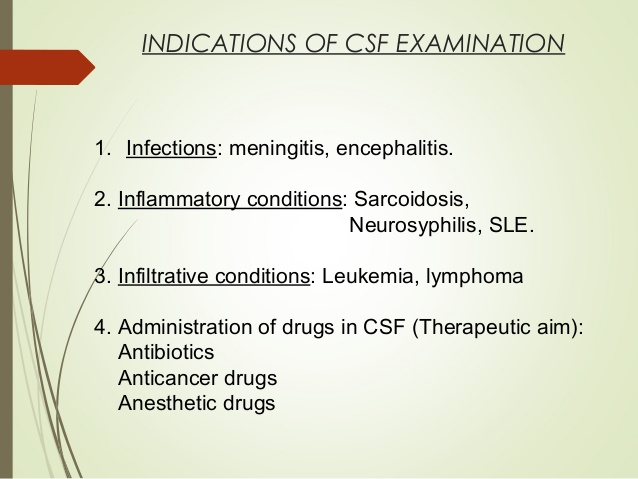 INDICATIONS OF CSF EXAMINATION
1. Infections: meningitis, encephalitis.
2. Inflammatory conditions: Sarcoidosis,
Neurosyphilis, SLE.
3. Infiltrative conditions: Leukemia, lymphoma
4. Administration of drugs in CSF (Therapeutic aim):
Antibiotics
Anticancer drugs
Anesthetic drugs